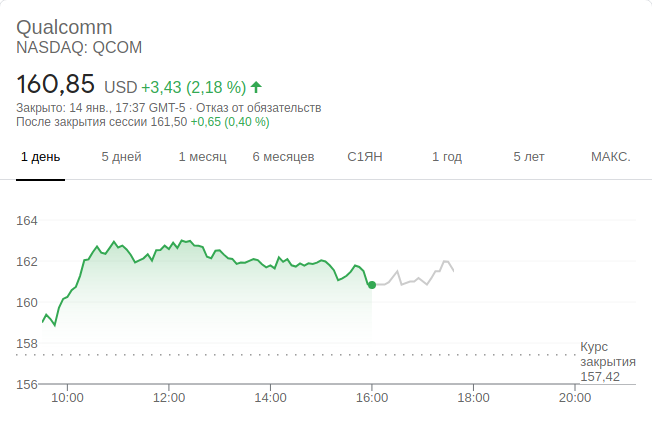 Qualcomm
NASDAQ: QCOM
160,85 USD +3,43 (2,18 %)
Закрыто: 14 янв., 17:37 GMT-5 · Отказ от обязательств
После закрытия сессии 161,50 +0,65 (0,40 %)
1 день 5 дней 1 месяц 6 месяцев С1ЯН 1 год 5 лет МАКС.
164
162
160
158
Курс
закрытия
157,42
156
10:00 12:00 14:00 16:00 18:00 20:00